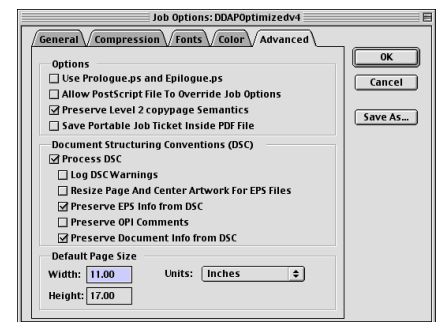 Job Options: DDAPOptimizedv4
General Compression Fonts Color Advanced
OK
Cancel
Save As...
Options
Use Prologue.ps and Epilogue.ps
Allow PostScript File To Override Job Options
Preserve Level 2 copypage Semantics
Save Portable Job Ticket Inside PDF File
Document Structuring Conventions (DSC)
Process DSC
Log DSC Warnings
Resize Page And Center Artwork For EPS Files
Preserve EPS Info from DSC
Preserve OPI Comments
Preserve Document Info from DSC
Default Page Size
Width: 11.00 Units: Inches
Height: 17.00